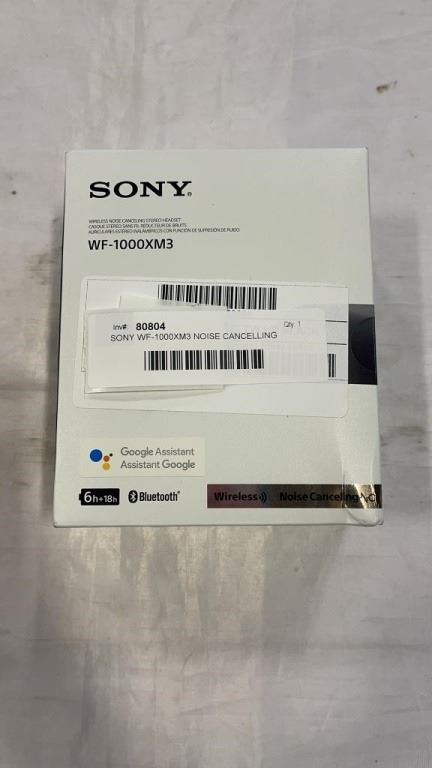 SONY®
WIRELESS NOISE CANCELING STEREO HEADSET
CASQUE STÉRÉO SANS FIL RÉDUCTEUR DE BRUITS
AURICULARES ESTÉREO INALÁMBRICOS CON FUNCIÓN DE SUPRESIÓN DE RUIDO
WF-1000XM3
Inv#: 80804 Qty: 1
SONY WF-1000XM3 NOISE CANCELLING
Google Assistant
Assistant Google
6h+18h Bluetooth® Wireless Noise Canceling